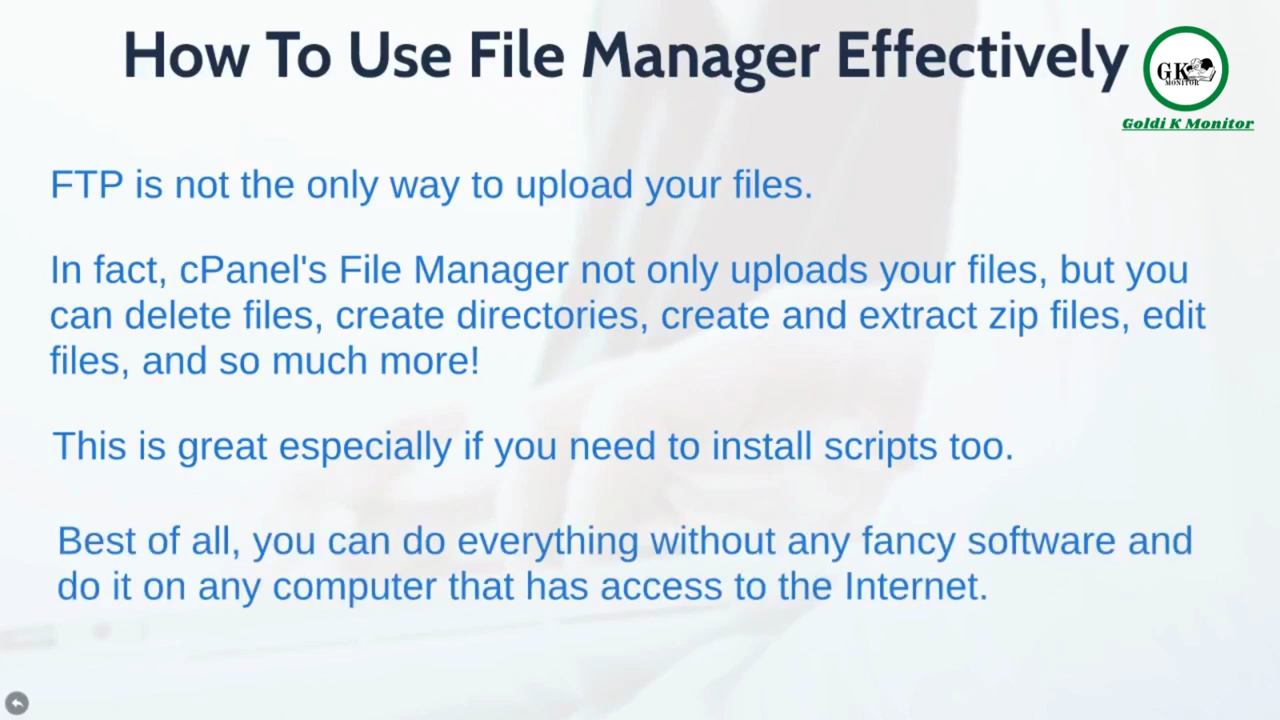 How To Use File Manager Effectively
GK
MONITOR
Goldi K Monitor
FTP is not the only way to upload your files.
In fact, cPanel's File Manager not only uploads your files, but you
can delete files, create directories, create and extract zip files, edit
files, and so much more!
This is great especially if you need to install scripts too.
Best of all, you can do everything without any fancy software and
do it on any computer that has access to the Internet.